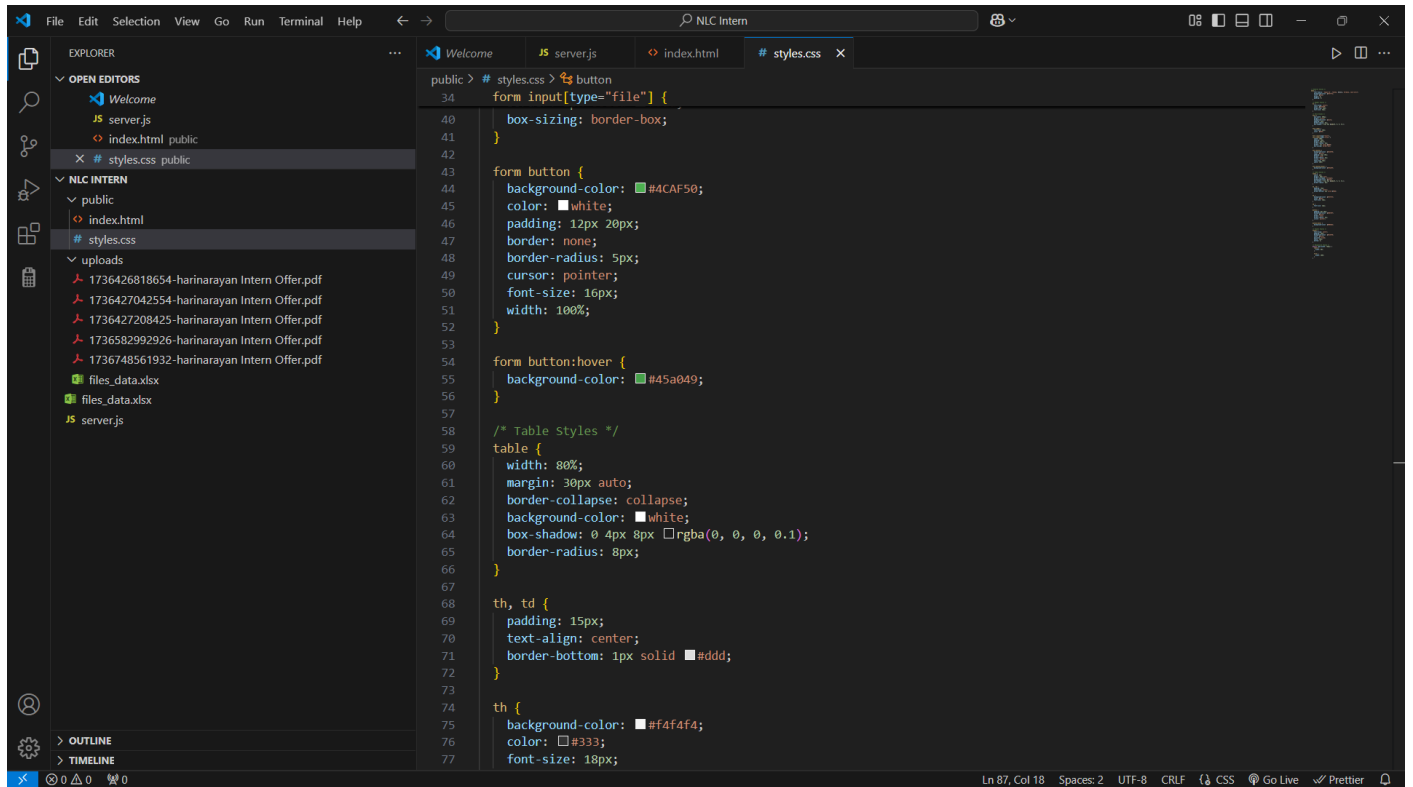 File Edit Selection View Go Run Terminal Help
NLC Intern
EXPLORER
OPEN EDITORS
Welcome
JS server.js
index.html public
# styles.css public
NLC INTERN
public
index.html
# styles.css
uploads
1736426818654-harinarayan Intern Offer.pdf
1736427042554-harinarayan Intern Offer.pdf
1736427208425-harinarayan Intern Offer.pdf
1736582992926-harinarayan Intern Offer.pdf
1736748561932-harinarayan Intern Offer.pdf
files_data.xlsx
files_data.xlsx
JS server.js
OUTLINE
TIMELINE
Welcome JS server.js index.html # styles.css
public > # styles.css > button
34 form input[type="file"] {
40 box-sizing: border-box;
41 }
42
43 form button {
44 background-color: #4CAF50;
45 color: white;
46 padding: 12px 20px;
47 border: none;
48 border-radius: 5px;
49 cursor: pointer;
50 font-size: 16px;
51 width: 100%;
52 }
53
54 form button:hover {
55 background-color: #45a049;
56 }
57
58 /* Table Styles */
59 table {
60 width: 80%;
61 margin: 30px auto;
62 border-collapse: collapse;
63 background-color: white;
64 box-shadow: 0 4px 8px rgba(0, 0, 0, 0.1);
65 border-radius: 8px;
66 }
67
68 th, td {
69 padding: 15px;
70 text-align: center;
71 border-bottom: 1px solid #ddd;
72 }
73
74 th {
75 background-color: #f4f4f4;
76 color: #333;
77 font-size: 18px;
0 0 0 Ln 87, Col 18 Spaces: 2 UTF-8 CRLF CSS Go Live Prettier